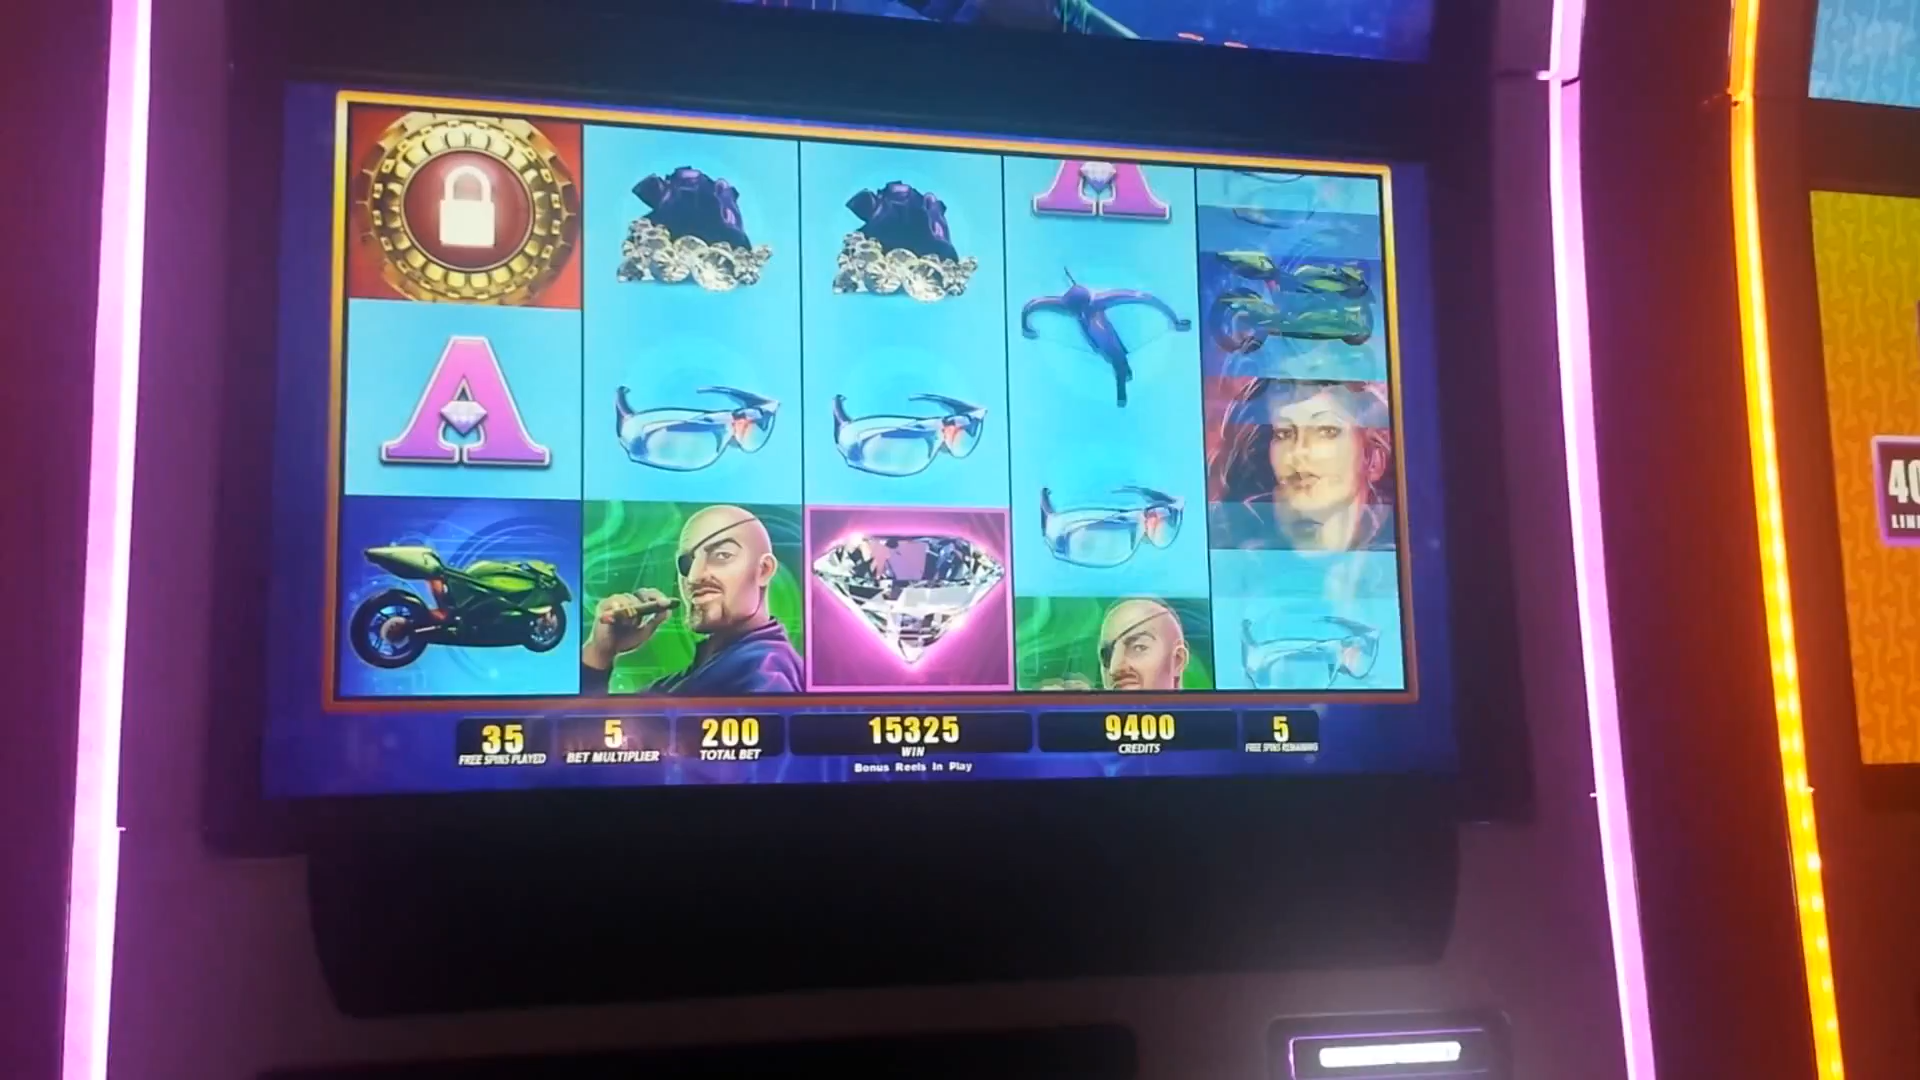 A
A
35
FREE SPINS PLAYED
5
BET MULTIPLIER
200
TOTAL BET
15325
WIN
Bonus Reels In Play
9400
CREDITS
5
FREE SPINS REMAINING
40